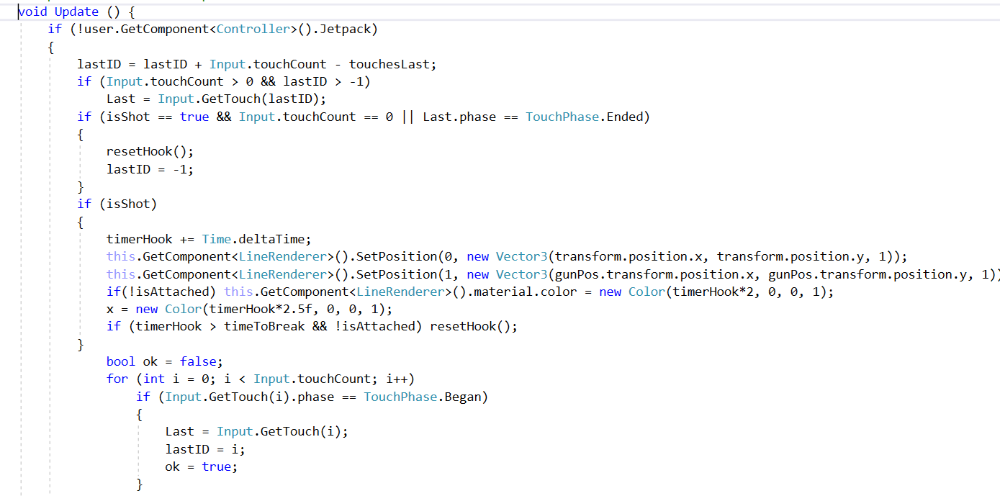 void Update () {
if (!user.GetComponent<Controller>().Jetpack)
{
lastID = lastID + Input.touchCount - touchesLast;
if (Input.touchCount > 0 && lastID > -1)
Last = Input.GetTouch(lastID);
if (isShot == true && Input.touchCount == 0 || Last.phase == TouchPhase.Ended)
{
resetHook();
lastID = -1;
}
if (isShot)
{
timerHook += Time.deltaTime;
this.GetComponent<LineRenderer>().SetPosition(0, new Vector3(transform.position.x, transform.position.y, 1));
this.GetComponent<LineRenderer>().SetPosition(1, new Vector3(gunPos.transform.position.x, gunPos.transform.position.y, 1))
if(!isAttached) this.GetComponent<LineRenderer>().material.color = new Color(timerHook*2, 0, 0, 1);
x = new Color(timerHook*2.5f, 0, 0, 1);
if (timerHook > timeToBreak && !isAttached) resetHook();
}
bool ok = false;
for (int i = 0; i < Input.touchCount; i++)
if (Input.GetTouch(i).phase == TouchPhase.Began)
{
Last = Input.GetTouch(i);
lastID = i;
ok = true;
}